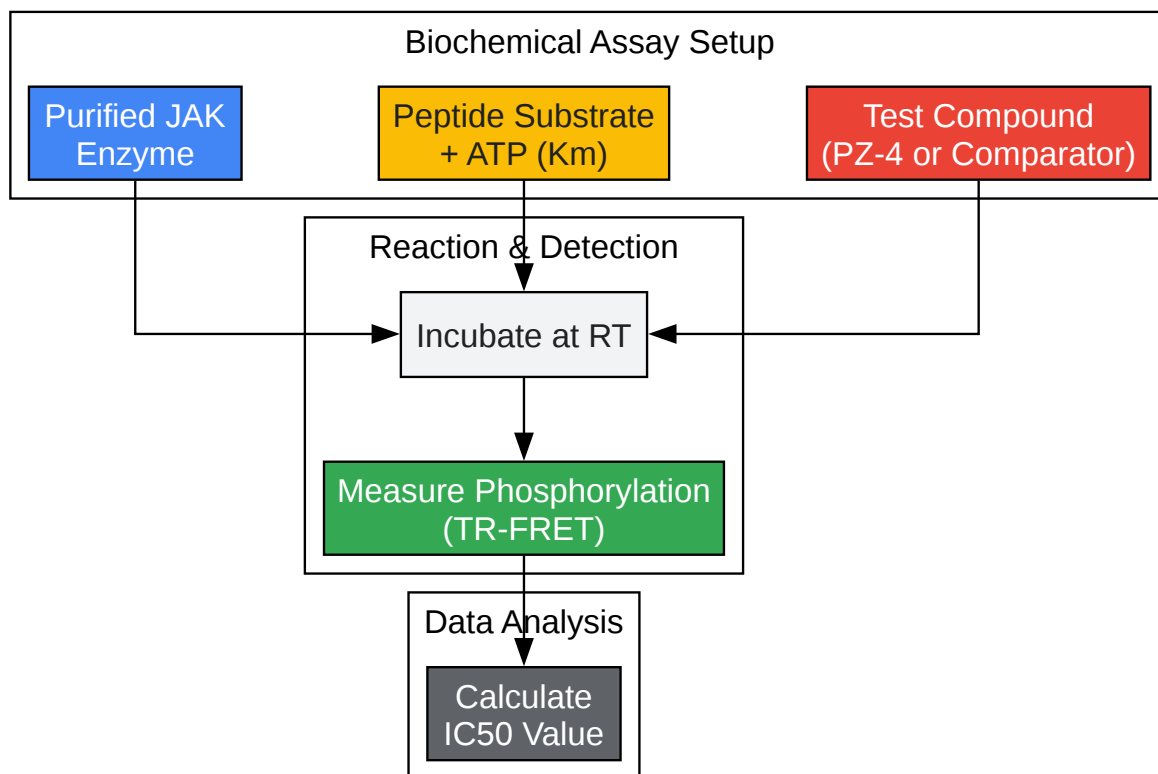 Biochemical Assay Setup
Purified JAK
Enzyme
Peptide Substrate
+ ATP (Km)
Test Compound
(PZ-4 or Comparator)
Reaction & Detection
Incubate at RT
Measure Phosphorylation
(TR-FRET)
Data Analysis
Calculate
IC50 Value